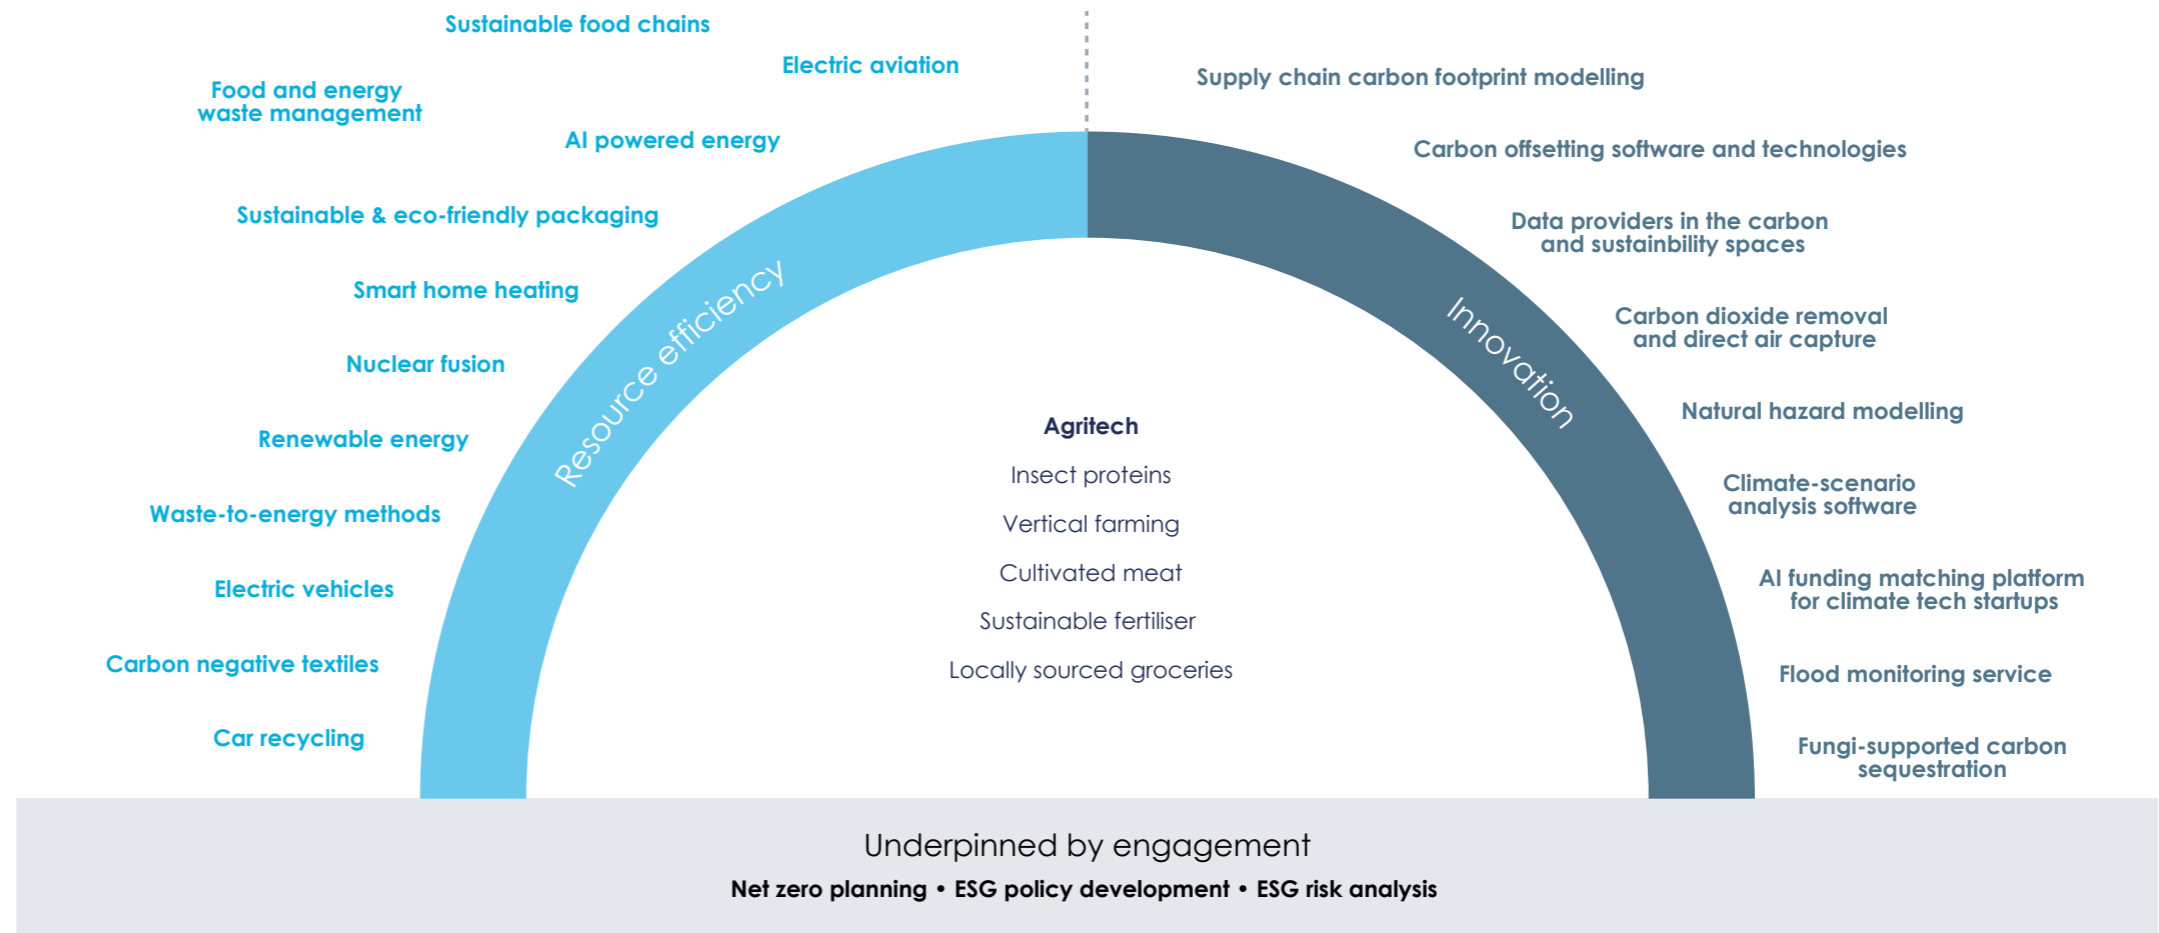 Sustainable food chains
Electric aviation
Food and energy
waste management
AI powered energy
Sustainable & eco-friendly packaging
Smart home heating
Nuclear fusion
Renewable energy
Waste-to-energy methods
Electric vehicles
Carbon negative textiles
Car recycling
Resource efficiency
Agritech
Insect proteins
Vertical farming
Cultivated meat
Sustainable fertiliser
Locally sourced groceries
Innovation
Supply chain carbon footprint modelling
Carbon offsetting software and technologies
Data providers in the carbon
and sustainbility spaces
Carbon dioxide removal
and direct air capture
Natural hazard modelling
Climate-scenario
analysis software
AI funding matching platform
for climate tech startups
Flood monitoring service
Fungi-supported carbon
sequestration
Underpinned by engagement
Net zero planning • ESG policy development • ESG risk analysis